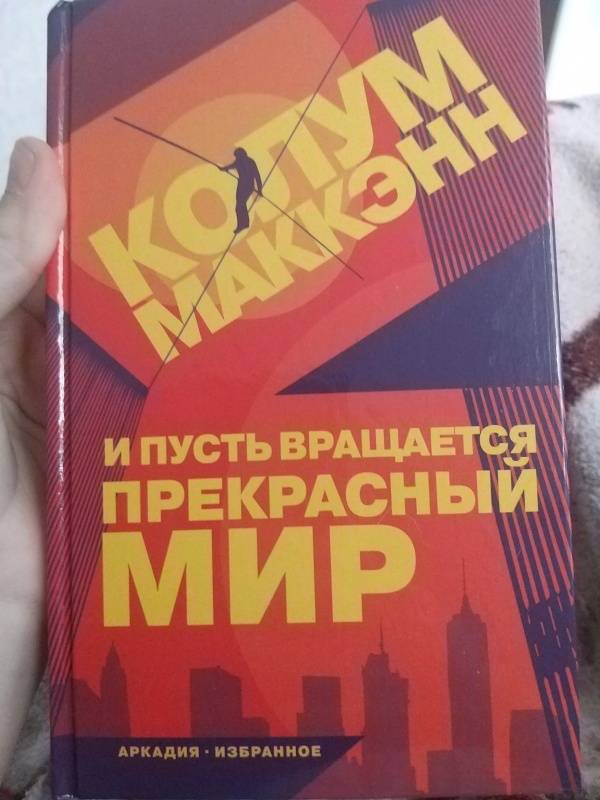 КОЛУМ
МАККЭНН
И ПУСТЬ ВРАЩАЕТСЯ
ПРЕКРАСНЫЙ
МИР
АРКАДИЯ · ИЗБРАННОЕ